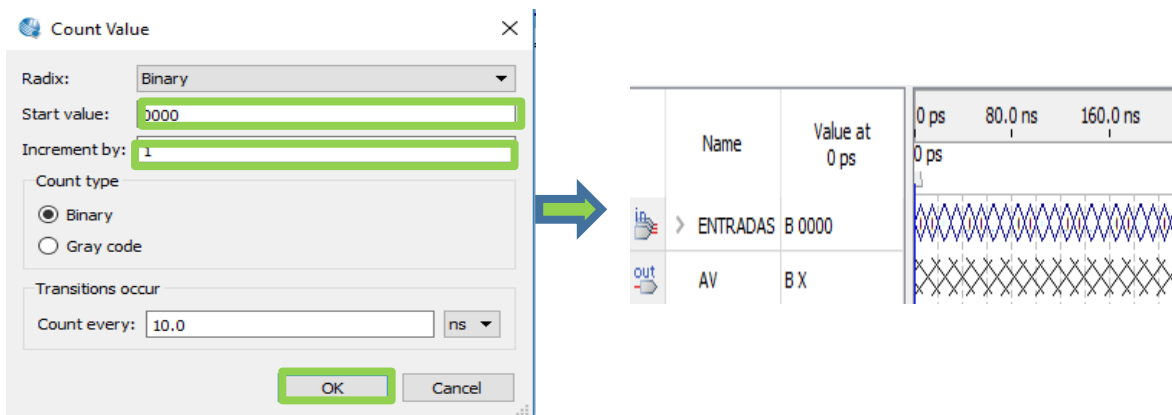 Count Value
Radix: Binary
Start value: 0000
Increment by: 1
Count type
Binary
Gray code
Transitions occur
Count every: 10.0 ns
OK Cancel
Name Value at 0 ps
0 ps 80.0 ns 160.0 ns
0 ps
in ENTRADAS B 0000
out AV B X